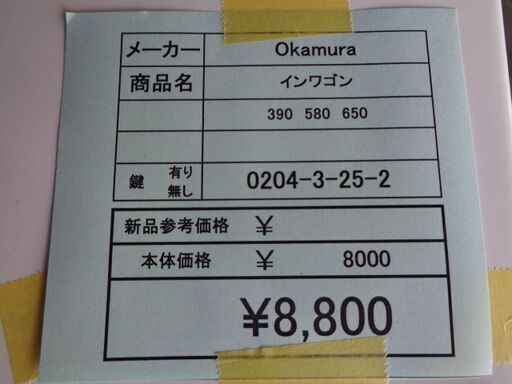 メーカー Okamura
商品名 インワゴン
390 580 650
鍵 有り 無し 0204-3-25-2
新品参考価格 ¥
本体価格 ¥ 8000
¥8,800